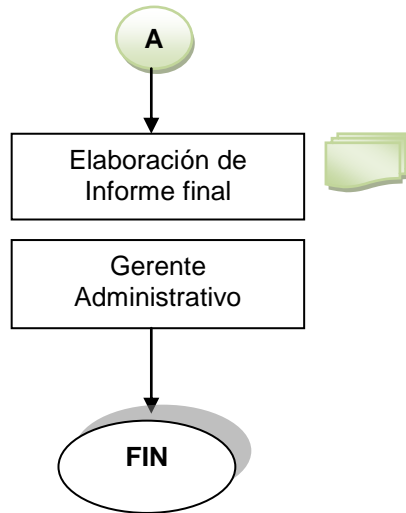 A
Elaboración de
Informe final
Gerente
Administrativo
FIN